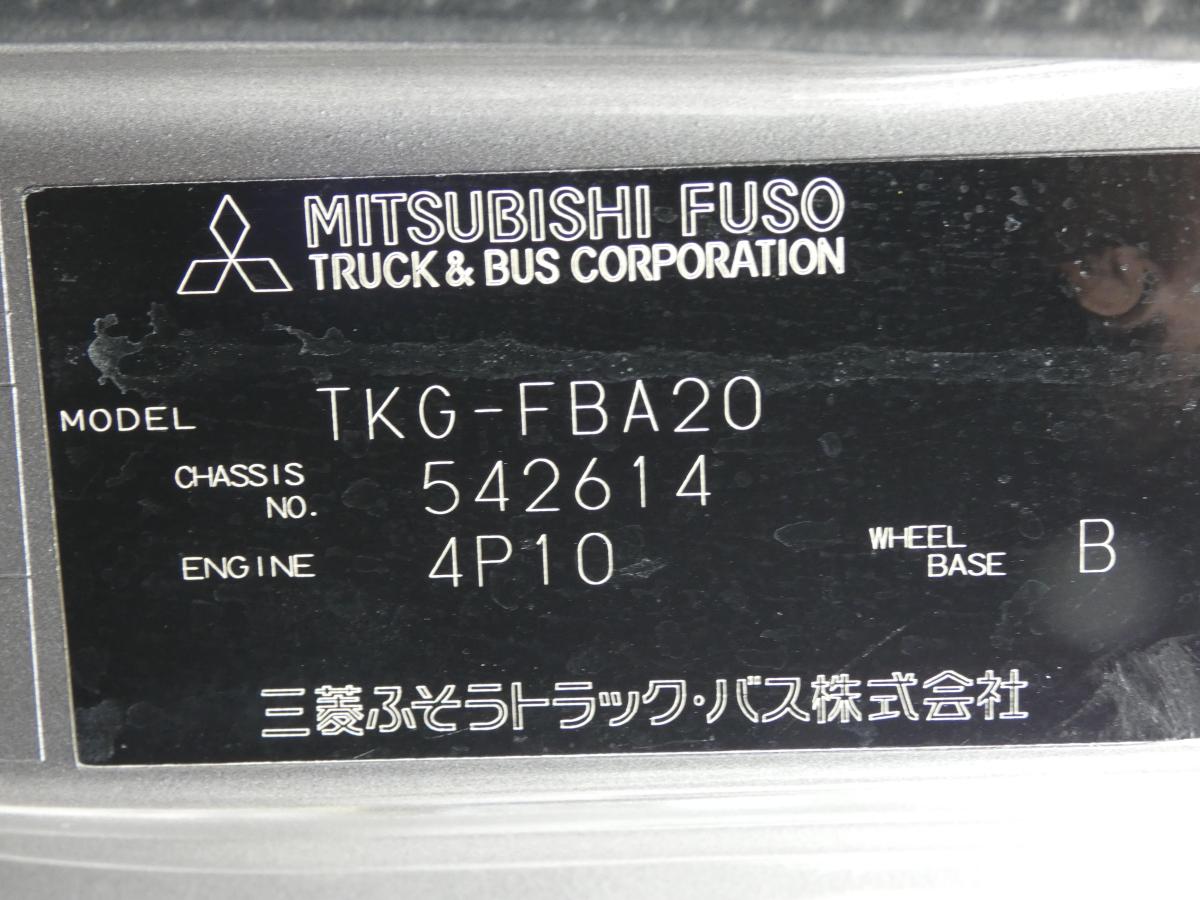 MITSUBISHI FUSO
TRUCK & BUS CORPORATION
MODEL TKG-FBA20
CHASSIS NO. 542614
ENGINE 4P10 WHEEL BASE B
三菱ふそうトラック・バス株式会社